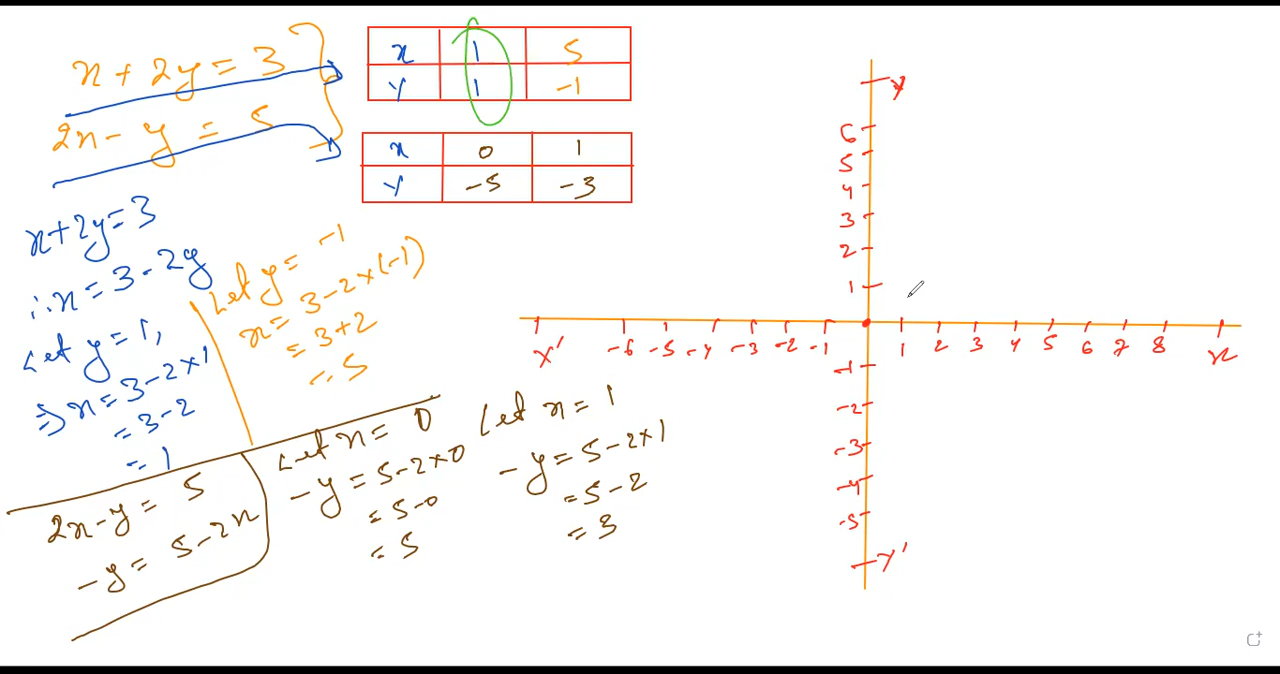 x + 2y = 3
2x - y = 5
x 1 5
y 1 -1
x 0 1
y -5 -3
x+2y=3
∴x=3-2y
Let y=1,
⇒x=3-2×1
=3-2
=1
Let y= -1
x= 3-2×(-1)
= 3+2
= 5
2x-y= 5
-y= 5-2x
Let x= 0
-y=5-2×0
=5-0
=5
Let x= 1
-y=5-2×1
=5-2
=3
Y
6
5
4
3
2
1
X' -6 -5 -4 -3 -2 -1 1 2 3 4 5 6 7 8 x
-1
-2
-3
-4
-5
Y'